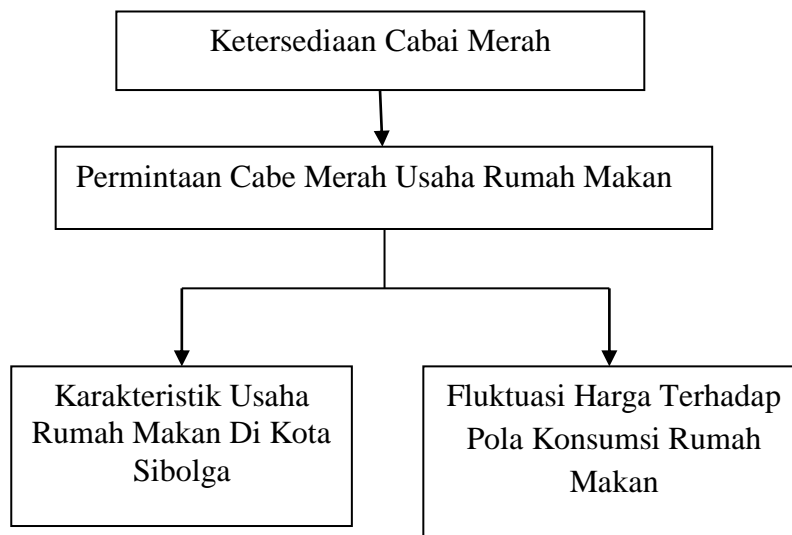 Ketersediaan Cabai Merah
Permintaan Cabe Merah Usaha Rumah Makan
Karakteristik Usaha
Rumah Makan Di Kota
Sibolga
Fluktuasi Harga Terhadap
Pola Konsumsi Rumah
Makan